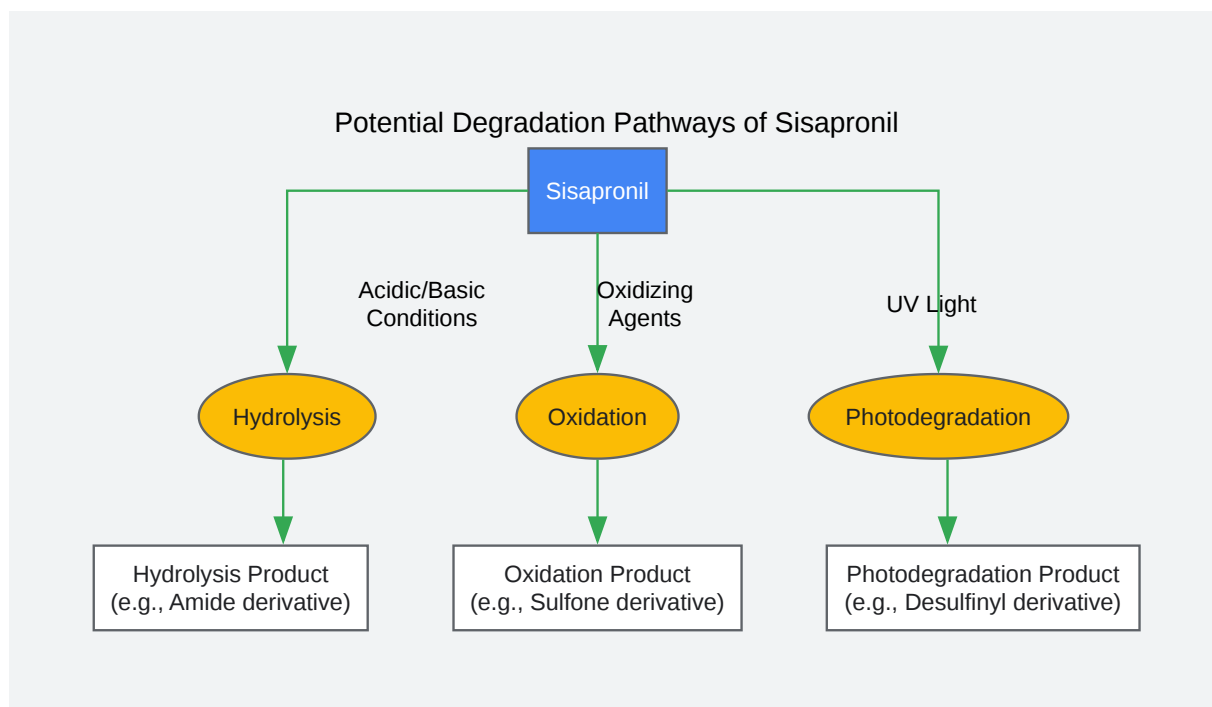 Potential Degradation Pathways of Sisapronil
Sisapronil
Acidic/Basic
Conditions
Oxidizing
Agents
UV Light
Hydrolysis
Oxidation
Photodegradation
Hydrolysis Product
(e.g., Amide derivative)
Oxidation Product
(e.g., Sulfone derivative)
Photodegradation Product
(e.g., Desulfinyl derivative)